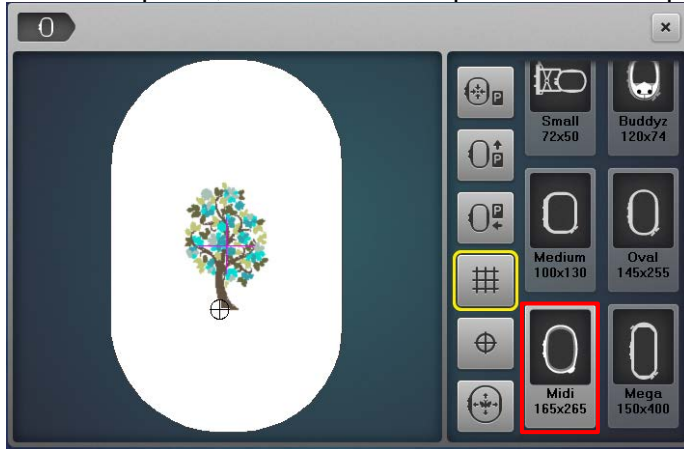 P
P
P
Small
72x50
Buddyz
120x74
Medium
100x130
Oval
145x255
Midi
165x265
Mega
150x400